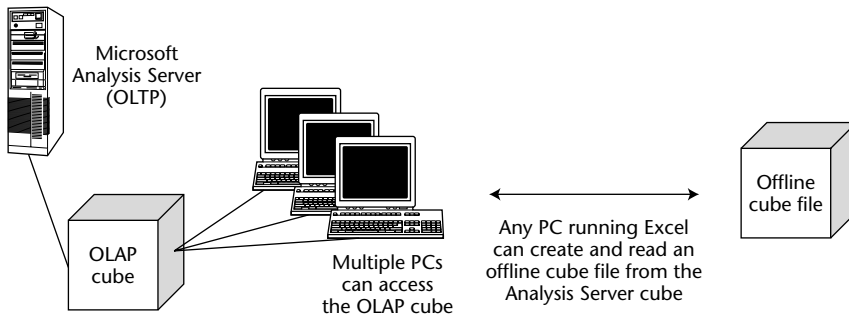 Microsoft
Analysis Server
(OLTP)
OLAP
cube
Multiple PCs
can access
the OLAP cube
Any PC running Excel
can create and read an
offline cube file from the
Analysis Server cube
Offline
cube file